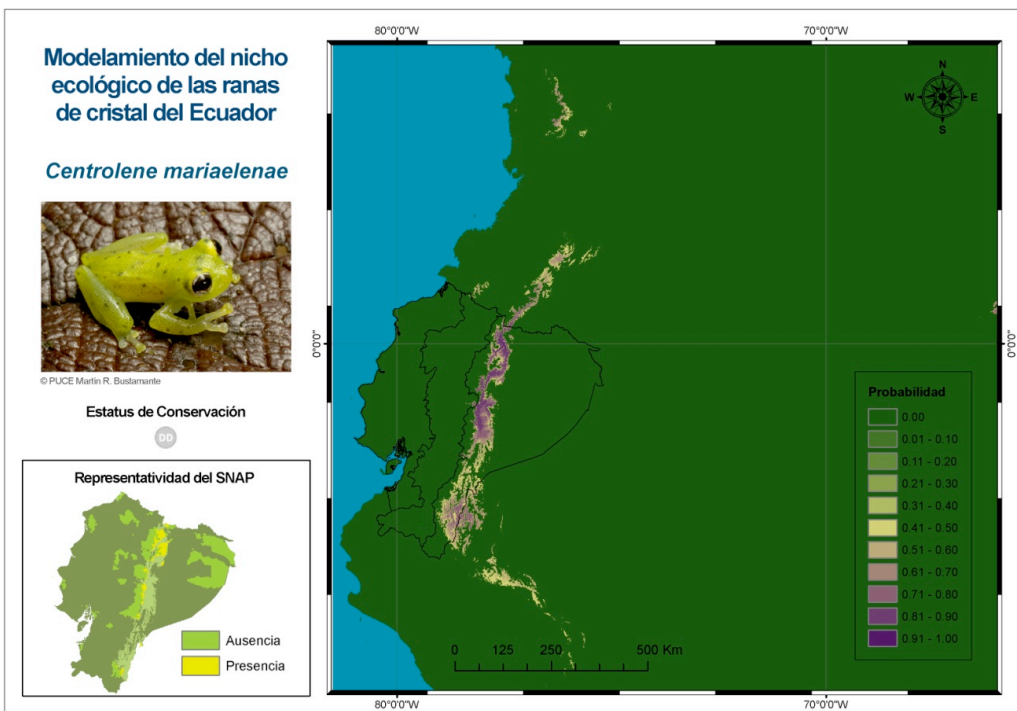 Modelamiento del nicho
ecológico de las ranas
de cristal del Ecuador
Centrolene mariaelenae
© PUCE Martin R. Bustamante
Estatus de Conservación
DD
Representatividad del SNAP
Ausencia
Presencia
80°0'0"W
70°0'0"W
N
W
E
S
0°0'0"
0°0'0"
Probabilidad
0.00
0.01 - 0.10
0.11 - 0.20
0.21 - 0.30
0.31 - 0.40
0.41 - 0.50
0.51 - 0.60
0.61 - 0.70
0.71 - 0.80
0.81 - 0.90
0.91 - 1.00
0 125 250 500 Km
80°0'0"W
70°0'0"W